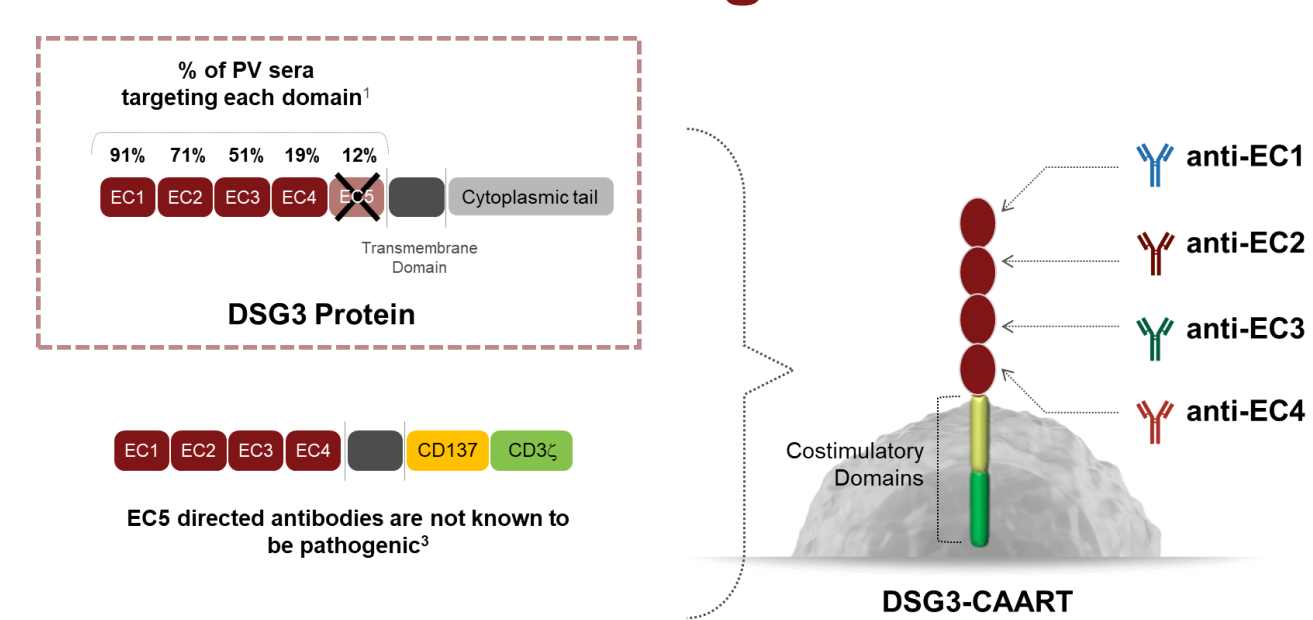 % of PV sera
targeting each domain1
91% 71% 51% 19% 12%
EC1 EC2 EC3 EC4 EC5 Cytoplasmic tail
Transmembrane
Domain
DSG3 Protein
EC1 EC2 EC3 EC4 CD137 CD3ζ
EC5 directed antibodies are not known to
be pathogenic3
anti-EC1
anti-EC2
anti-EC3
anti-EC4
Costimulatory
Domains
DSG3-CAART